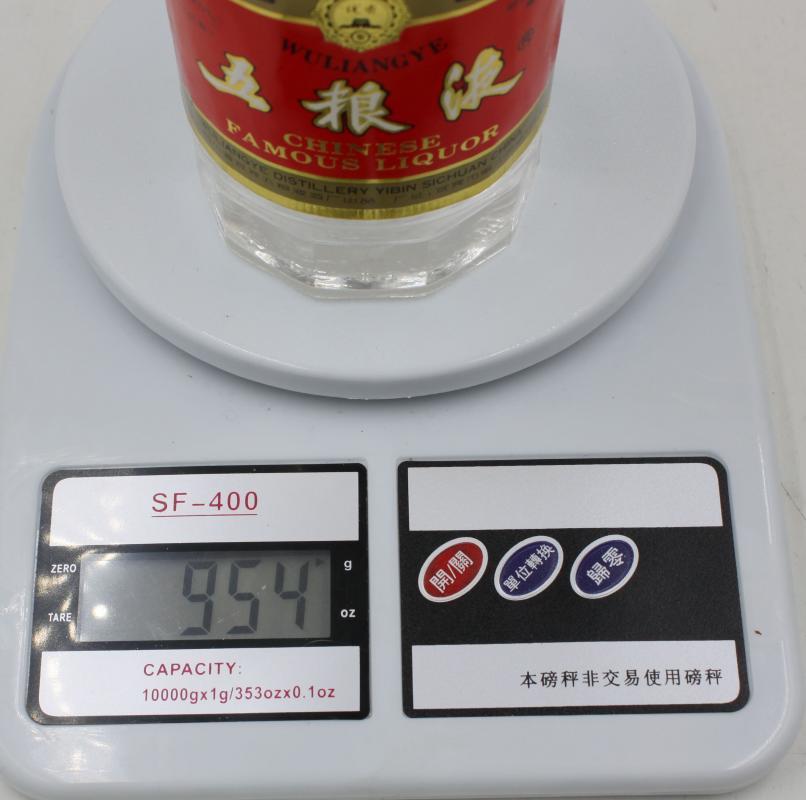 WULIANGYE
五粮液
CHINESE
FAMOUS LIQUOR
WULIANGYE DISTILLERY YIBIN SICHUAN CHINA
SF-400
ZERO
g
954
TARE
oz
CAPACITY:
10000gx1g/353ozx0.1oz
開/關
單位轉換
歸零
本磅秤非交易使用磅秤